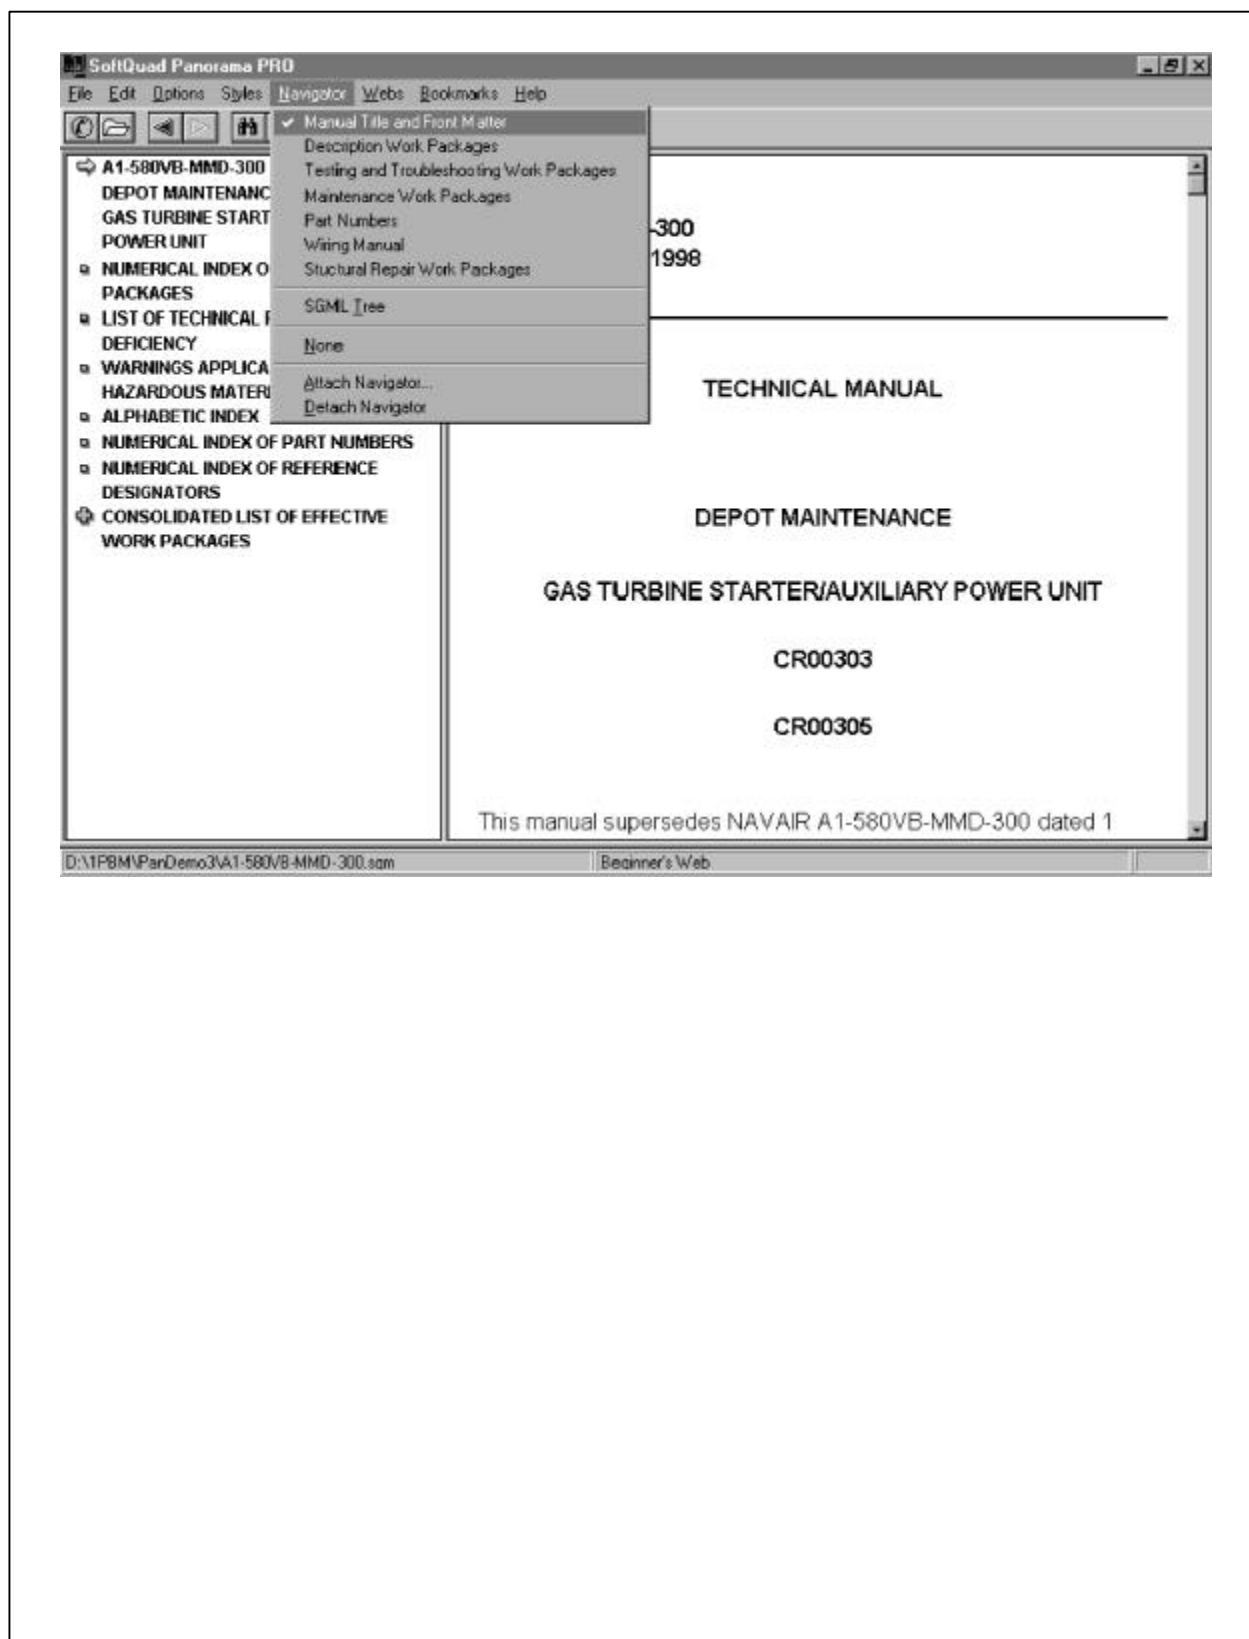 SoftQuad Panorama PRO
File Edit Options Styles Navigator Webs Bookmarks Help
Manual Title and Front Matter
Description Work Packages
Testing and Troubleshooting Work Packages
Maintenance Work Packages
Part Numbers
Wiring Manual
Stuctural Repair Work Packages
SGML Tree
None
Attach Navigator...
Detach Navigator
A1-580VB-MMD-300
DEPOT MAINTENANC
GAS TURBINE START
POWER UNIT
NUMERICAL INDEX O
PACKAGES
LIST OF TECHNICAL
DEFICIENCY
WARNINGS APPLICA
HAZARDOUS MATERI
ALPHABETIC INDEX
NUMERICAL INDEX OF PART NUMBERS
NUMERICAL INDEX OF REFERENCE
DESIGNATORS
CONSOLIDATED LIST OF EFFECTIVE
WORK PACKAGES
-300
1998
TECHNICAL MANUAL
DEPOT MAINTENANCE
GAS TURBINE STARTER/AUXILIARY POWER UNIT
CR00303
CR00305
This manual supersedes NAVAIR A1-580VB-MMD-300 dated 1
D:\1PBM\PanDemo3\A1-580VB-MMD-300.sgm
Beginner's Web